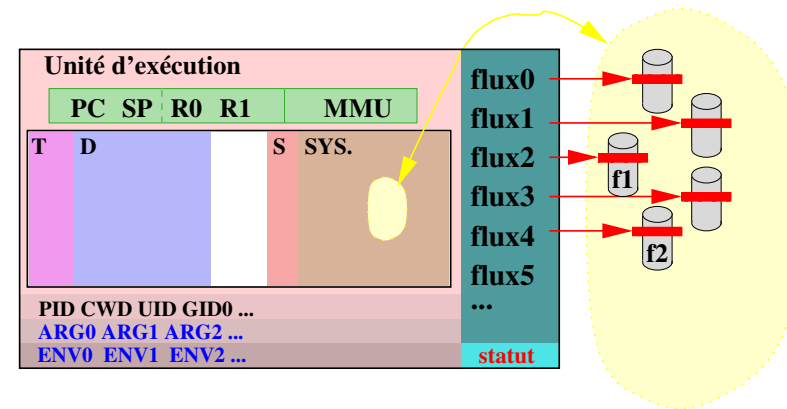 Unité d'exécution
PC SP R0 R1 MMU
T D S SYS.
PID CWD UID GID0 ...
ARG0 ARG1 ARG2 ...
ENV0 ENV1 ENV2 ...
flux0
flux1
flux2
flux3
flux4
flux5
...
statut
f1
f2